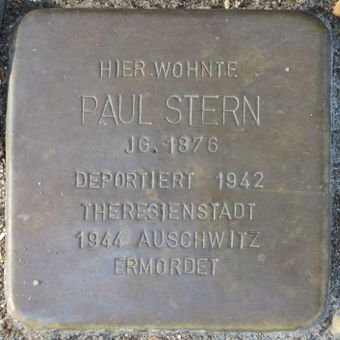 HIER WOHNTE
PAUL STERN
JG. 1876
DEPORTIERT 1942
THERESIENSTADT
1944 AUSCHWITZ
ERMORDET